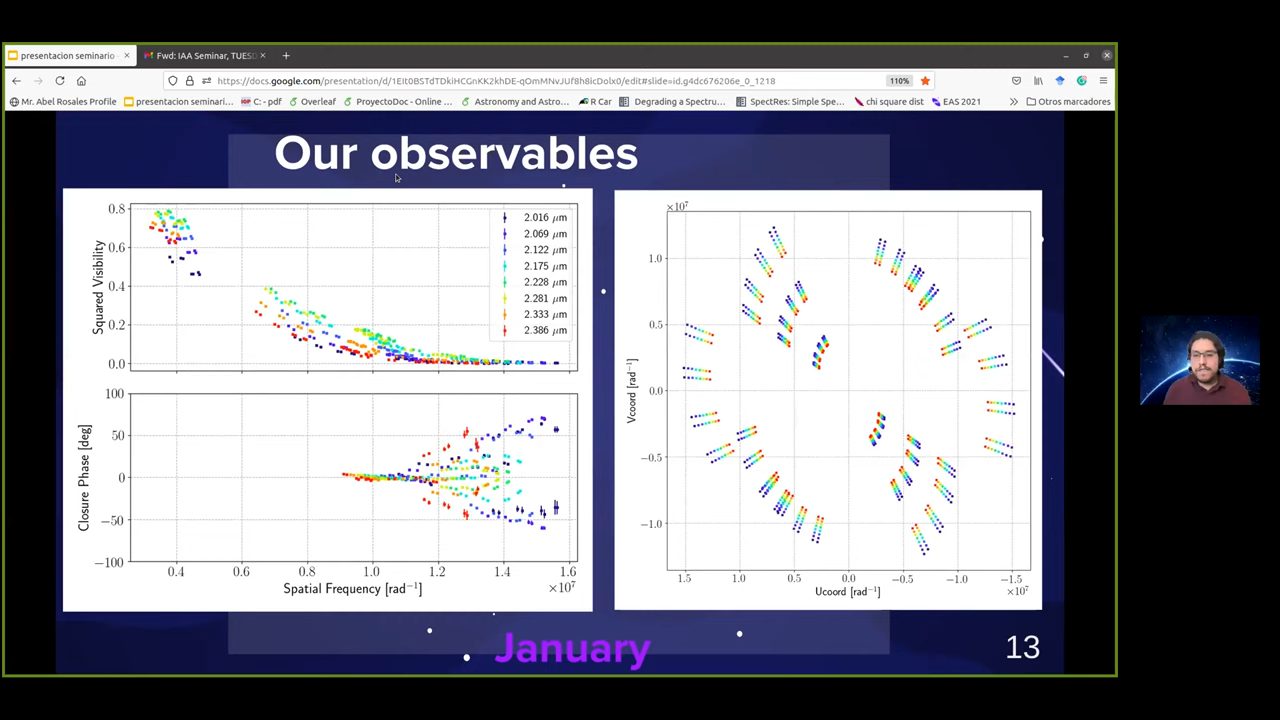 presentacion seminario
Fwd: IAA Seminar, TUESD
https://docs.google.com/presentation/d/1EIt0BSTdTDkiHCGnKK2khDE-qOmMNvJUf8h8icDolx0/edit#slide=id.g4dc676206e_0_1218
110%
Mr. Abel Rosales Profile
presentacion seminari...
C: - pdf
Overleaf
ProyectoDoc - Online ...
Astronomy and Astro...
R Car
Degrading a Spectru...
SpectRes: Simple Spe...
chi square dist
EAS 2021
Otros marcadores
Our observables
Squared Visibility
0.8
0.6
0.4
0.2
0.0
2.016 μm
2.069 μm
2.122 μm
2.175 μm
2.228 μm
2.281 μm
2.333 μm
2.386 μm
Closure Phase [deg]
100
50
0
−50
−100
0.4 0.6 0.8 1.0 1.2 1.4 1.6
Spatial Frequency [rad⁻¹]
×10⁷
×10⁷
Vcoord [rad⁻¹]
1.0
0.5
0.0
−0.5
−1.0
1.5 1.0 0.5 0.0 −0.5 −1.0 −1.5
Ucoord [rad⁻¹]
×10⁷
January
13